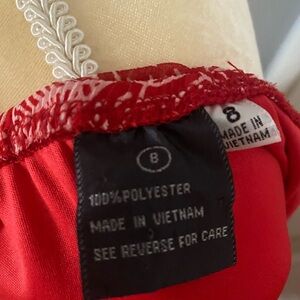 8
100% POLYESTER
MADE IN VIETNAM
SEE REVERSE FOR CARE
8
MADE IN
VIETNAM